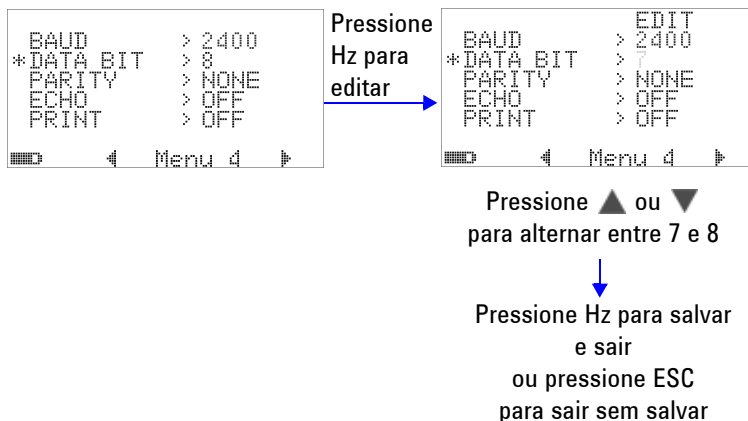 BAUD > 2400
*DATA BIT > 8
PARITY > NONE
ECHO > OFF
PRINT > OFF
Menu 4
Pressione
Hz para
editar
EDIT
BAUD > 2400
*DATA BIT > 7
PARITY > NONE
ECHO > OFF
PRINT > OFF
Menu 4
Pressione ▲ ou ▼
para alternar entre 7 e 8
Pressione Hz para salvar
e sair
ou pressione ESC
para sair sem salvar